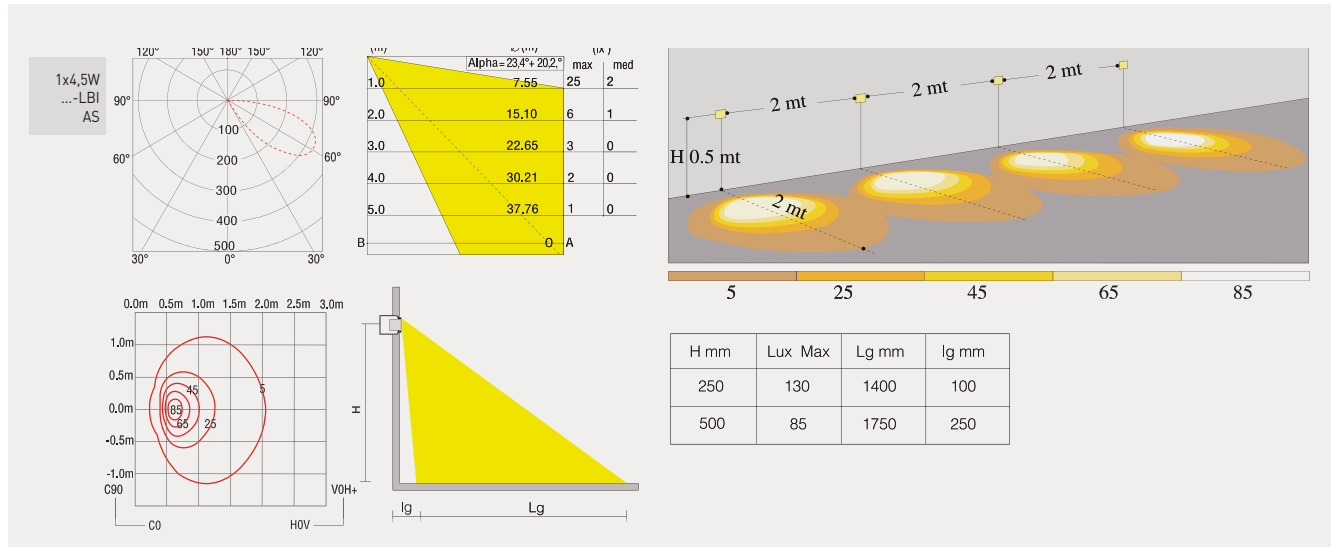 1x4,5W
...-LBI
AS
120° 150° 180° 150° 120°
90° 90°
100
60° 60°
200
300
400
500
30° 0° 30°
(m) Ø (m) (lx)
Alpha=23,4°+ 20,2,° max med
1.0 7.55 25 2
2.0 15.10 6 1
3.0 22.65 3 0
4.0 30.21 2 0
5.0 37.76 1 0
B O A
2 mt 2 mt 2 mt
H 0.5 mt
2 mt
5 25 45 65 85
0.0m 0.5m 1.0m 1.5m 2.0m 2.5m 3.0m
1.0m
0.5m
45 5
0.0m
85
65 25
-0.5m
-1.0m
C90 V0H+
C0 H0V
H
lg Lg
H mm Lux Max Lg mm lg mm
250 130 1400 100
500 85 1750 250